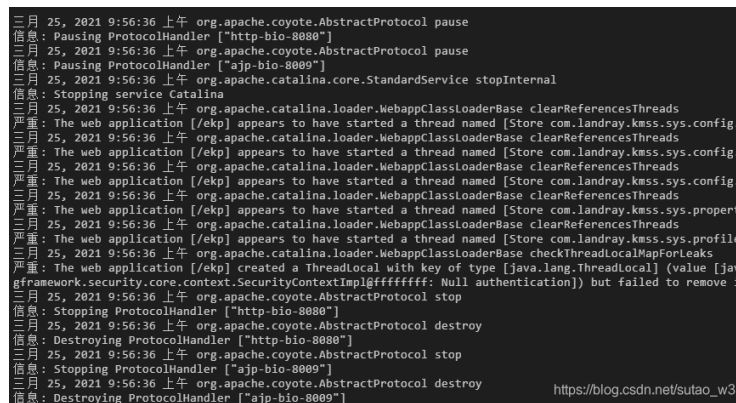 三月 25, 2021 9:56:36 上午 org.apache.coyote.AbstractProtocol pause
信息: Pausing ProtocolHandler ["http-bio-8080"]
三月 25, 2021 9:56:36 上午 org.apache.coyote.AbstractProtocol pause
信息: Pausing ProtocolHandler ["ajp-bio-8009"]
三月 25, 2021 9:56:36 上午 org.apache.catalina.core.StandardService stopInternal
信息: Stopping service Catalina
三月 25, 2021 9:56:36 上午 org.apache.catalina.loader.WebappClassLoaderBase clearReferencesThreads
严重: The web application [/ekp] appears to have started a thread named [Store com.landray.kmss.sys.config.
三月 25, 2021 9:56:36 上午 org.apache.catalina.loader.WebappClassLoaderBase clearReferencesThreads
严重: The web application [/ekp] appears to have started a thread named [Store com.landray.kmss.sys.config.
三月 25, 2021 9:56:36 上午 org.apache.catalina.loader.WebappClassLoaderBase clearReferencesThreads
严重: The web application [/ekp] appears to have started a thread named [Store com.landray.kmss.sys.config.
三月 25, 2021 9:56:36 上午 org.apache.catalina.loader.WebappClassLoaderBase clearReferencesThreads
严重: The web application [/ekp] appears to have started a thread named [Store com.landray.kmss.sys.propert
三月 25, 2021 9:56:36 上午 org.apache.catalina.loader.WebappClassLoaderBase clearReferencesThreads
严重: The web application [/ekp] appears to have started a thread named [Store com.landray.kmss.sys.profile
三月 25, 2021 9:56:36 上午 org.apache.catalina.loader.WebappClassLoaderBase checkThreadLocalMapForLeaks
严重: The web application [/ekp] created a ThreadLocal with key of type [java.lang.ThreadLocal] (value [jav
gframework.security.core.context.SecurityContextImpl@ffffffff: Null authentication]) but failed to remove i
三月 25, 2021 9:56:36 上午 org.apache.coyote.AbstractProtocol stop
信息: Stopping ProtocolHandler ["http-bio-8080"]
三月 25, 2021 9:56:36 上午 org.apache.coyote.AbstractProtocol destroy
信息: Destroying ProtocolHandler ["http-bio-8080"]
三月 25, 2021 9:56:36 上午 org.apache.coyote.AbstractProtocol stop
信息: Stopping ProtocolHandler ["ajp-bio-8009"]
三月 25, 2021 9:56:36 上午 org.apache.coyote.AbstractProtocol destroy
信息: Destroying ProtocolHandler ["ajp-bio-8009"]
https://blog.csdn.net/sutao_w3